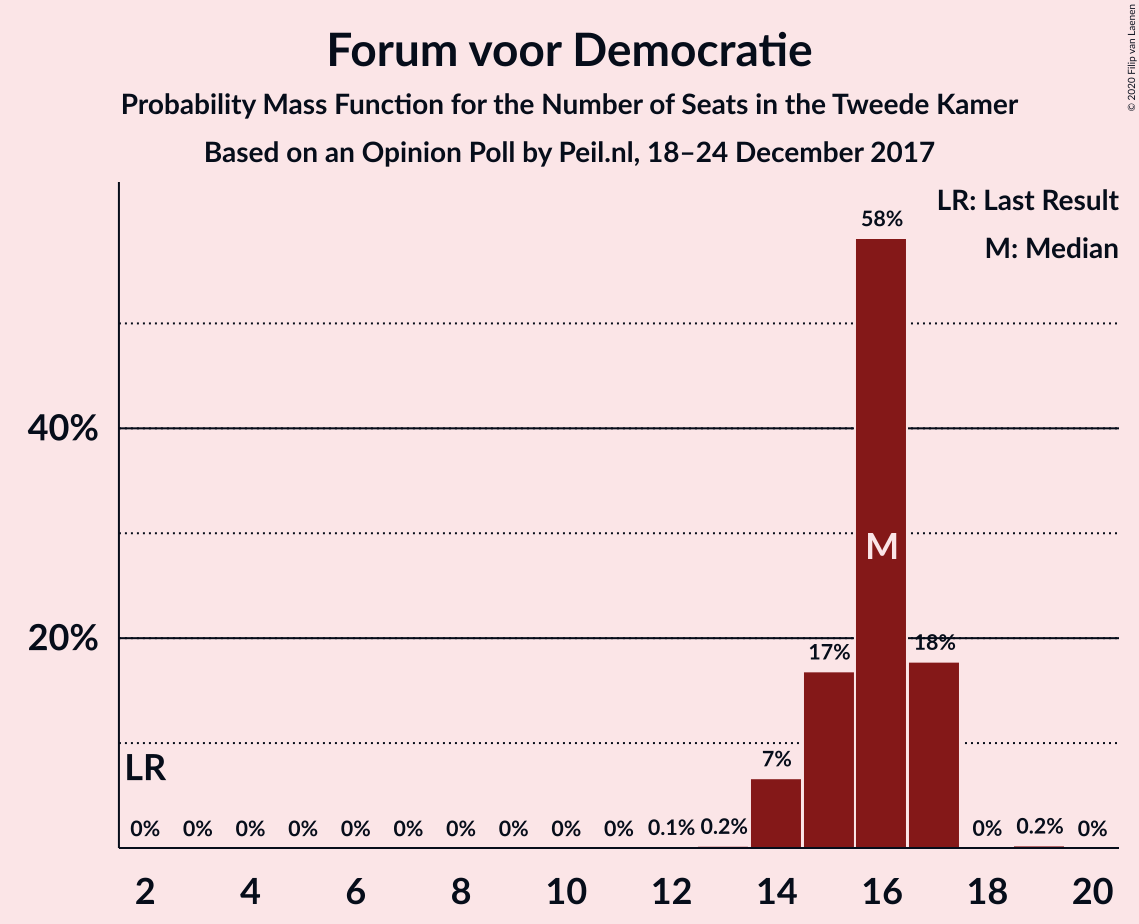 Forum voor Democratie
Probability Mass Function for the Number of Seats in the Tweede Kamer
Based on an Opinion Poll by Peil.nl, 18–24 December 2017
© 2020 Filip van Laenen
LR: Last Result
M: Median
58%
40%
M
20%
17%
18%
LR
7%
0% 0% 0% 0% 0% 0% 0% 0% 0% 0% 0.1% 0.2% 0% 0.2% 0%
2 4 6 8 10 12 14 16 18 20